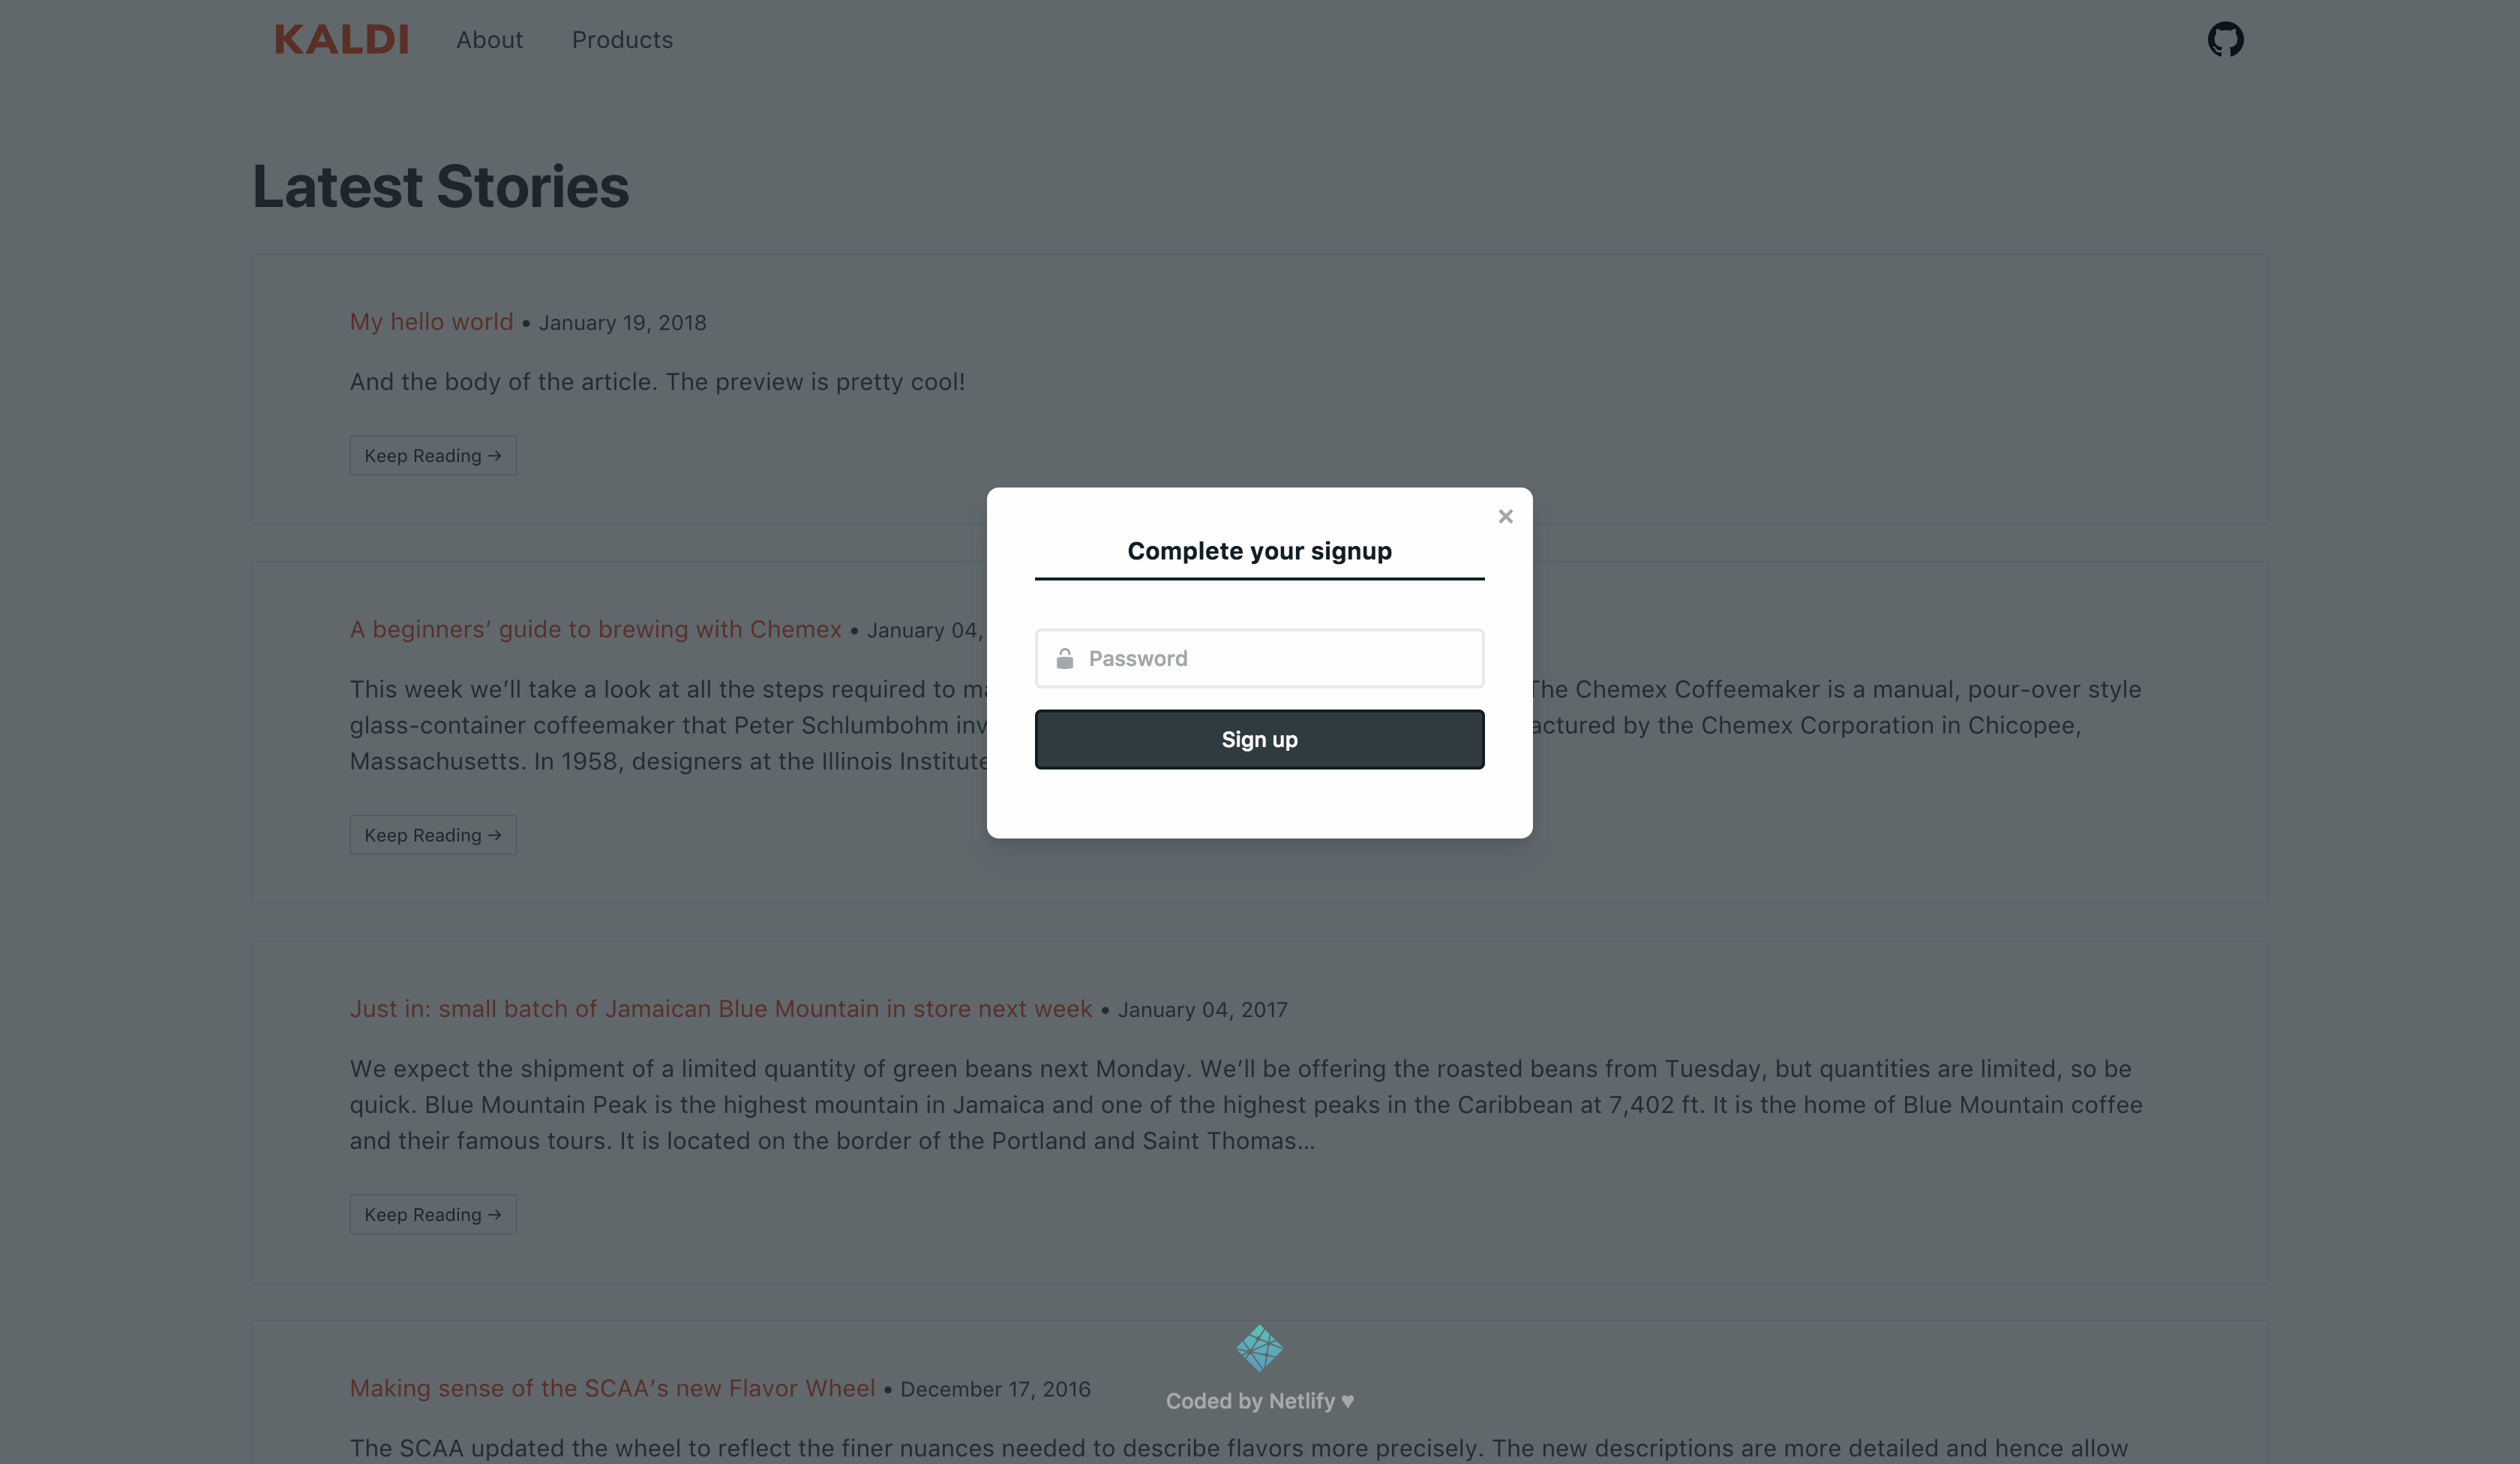 KALDI About Products
Latest Stories
My hello world • January 19, 2018
And the body of the article. The preview is pretty cool!
Keep Reading →
A beginners’ guide to brewing with Chemex • January 04,
This week we’ll take a look at all the steps required to The Chemex Coffeemaker is a manual, pour-over style
glass-container coffeemaker that Peter Schlumbohm by the Chemex Corporation in Chicopee,
Massachusetts. In 1958, designers at the Illinois Institute
Keep Reading →
×
Complete your signup
Password
Sign up
Just in: small batch of Jamaican Blue Mountain in store next week • January 04, 2017
We expect the shipment of a limited quantity of green beans next Monday. We’ll be offering the roasted beans from Tuesday, but quantities are limited, so be
quick. Blue Mountain Peak is the highest mountain in Jamaica and one of the highest peaks in the Caribbean at 7,402 ft. It is the home of Blue Mountain coffee
and their famous tours. It is located on the border of the Portland and Saint Thomas…
Keep Reading →
Making sense of the SCAA’s new Flavor Wheel • December 17, 2016
The SCAA updated the wheel to reflect the finer nuances needed to describe flavors more precisely. The new descriptions are more detailed and hence allow
Coded by Netlify ♥